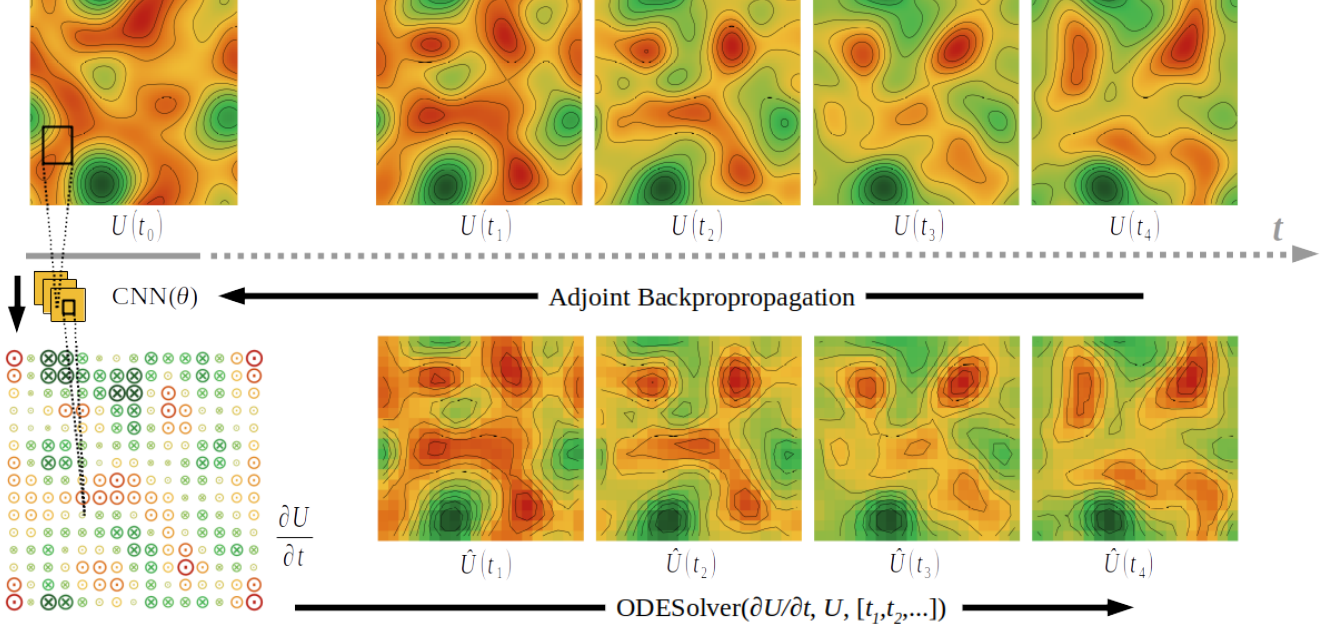 U(t₀) U(t₁) U(t₂) U(t₃) U(t₄)
t
CNN(θ) Adjoint Backpropropagation
∂U
∂t
Û(t₁) Û(t₂) Û(t₃) Û(t₄)
ODESolver(∂U/∂t, U, [t₁,t₂,...])